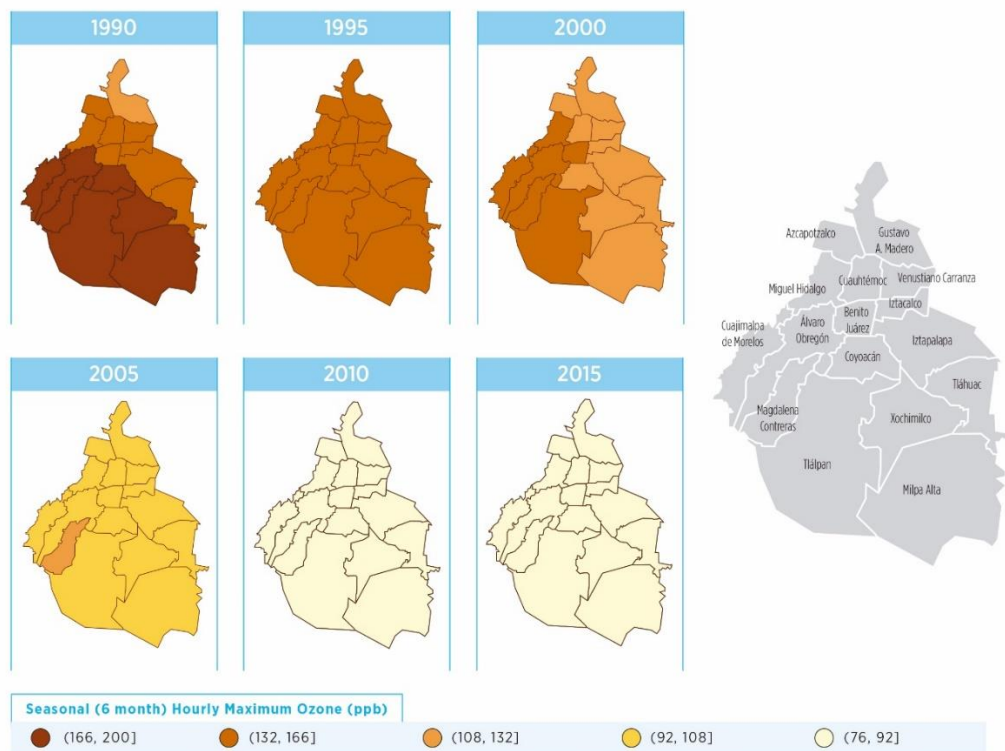 1990
1995
2000
Azcapotzalco
Gustavo
A. Madero
Miguel Hidalgo
Cuauhtémoc
Venustiano Carranza
Iztacalco
Cuajimalpa
de Morelos
Álvaro
Obregón
Benito
Juárez
Iztapalapa
Coyoacán
Tláhuac
Magdalena
Contreras
Xochimilco
Tlálpan
Milpa Alta
2005
2010
2015
Seasonal (6 month) Hourly Maximum Ozone (ppb)
(166, 200]
(132, 166]
(108, 132]
(92, 108]
(76, 92]